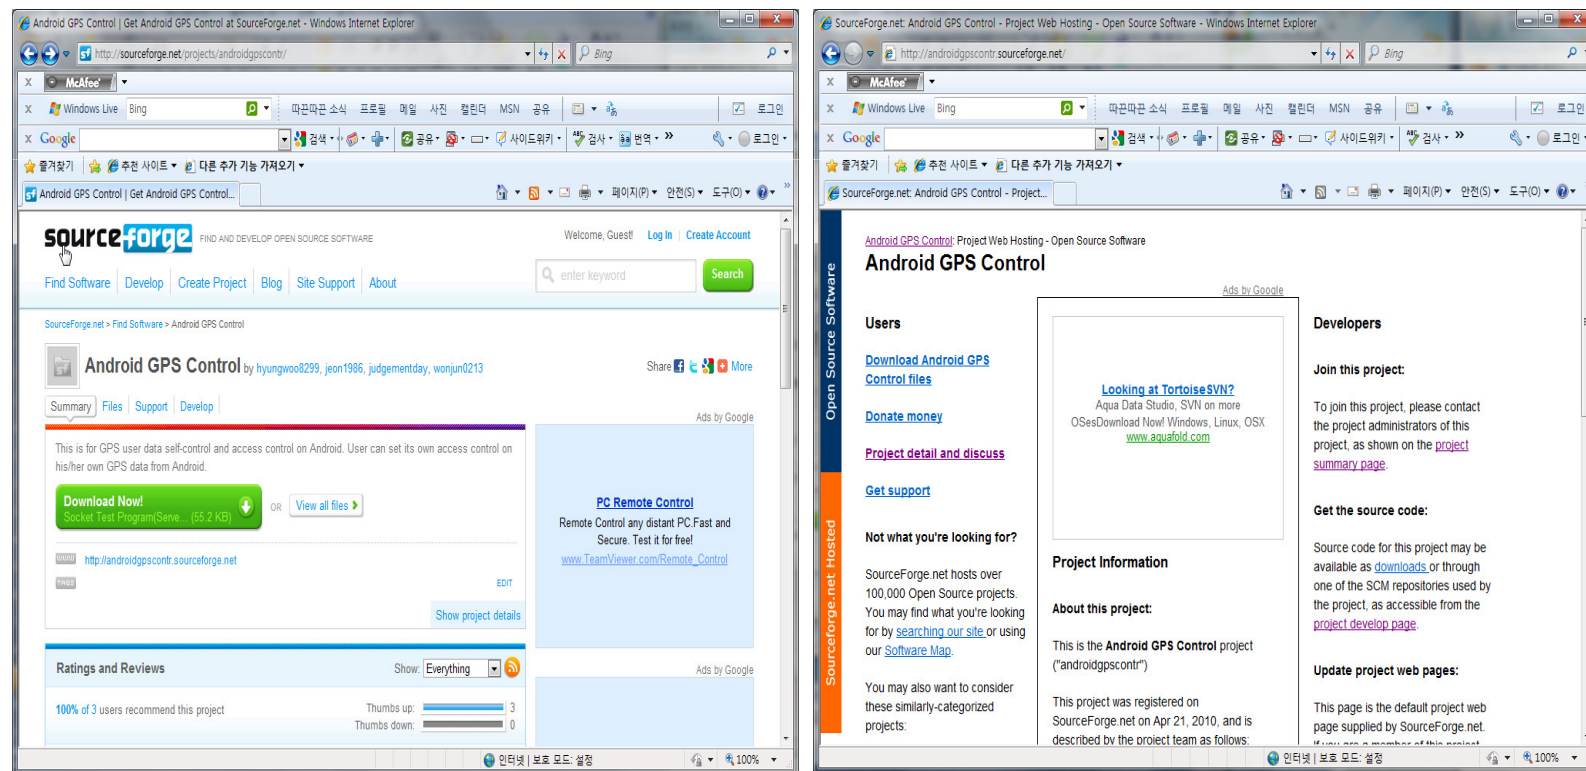 Android GPS Control | Get Android GPS Control at SourceForge.net - Windows Internet Explorer
http://sourceforge.net/projects/androidgpscontr/
Bing
x McAfee
x Windows Live Bing 따끈따끈 소식 프로필 메일 사진 캘린더 MSN 공유 로그인
x Google 검색 공유 사이드위키 검사 번역 로그인
즐겨찾기 추천 사이트 다른 추가 기능 가져오기
Android GPS Control | Get Android GPS Control... 페이지(P) 안전(S) 도구(O)
sourceforge FIND AND DEVELOP OPEN SOURCE SOFTWARE
Welcome, Guest! Log In | Create Account
Find Software Develop Create Project Blog Site Support About
enter keyword Search
SourceForge.net > Find Software > Android GPS Control
Android GPS Control by hyungwoo8299, jeon1986, judgementday, wonjun0213
Share More
Summary Files Support Develop
Ads by Google
This is for GPS user data self-control and access control on Android. User can set its own access control on
his/her own GPS data from Android.
Download Now!
Socket Test Program(Serve... (55.2 KB)
OR View all files
http://androidgpscontr.sourceforge.net
TAGS
EDIT
Show project details
PC Remote Control
Remote Control any distant PC.Fast and
Secure. Test it for free!
www.TeamViewer.com/Remote_Control
Ratings and Reviews Show: Everything
Ads by Google
100% of 3 users recommend this project
Thumbs up: 3
Thumbs down: 0
인터넷 | 보호 모드: 설정 100%
SourceForge.net: Android GPS Control - Project Web Hosting - Open Source Software - Windows Internet Explorer
http://androidgpscontr.sourceforge.net/
Bing
x McAfee
x Windows Live Bing 따끈따끈 소식 프로필 메일 사진 캘린더 MSN 공유 로그인
x Google 검색 공유 사이드위키 검사 로그인
즐겨찾기 추천 사이트 다른 추가 기능 가져오기
SourceForge.net: Android GPS Control - Project... 페이지(P) 안전(S) 도구(O)
Open Source Software
Sourceforge.net Hosted
Android GPS Control: Project Web Hosting - Open Source Software
Android GPS Control
Users
Download Android GPS
Control files
Donate money
Project detail and discuss
Get support
Not what you're looking for?
SourceForge.net hosts over
100,000 Open Source projects.
You may find what you're looking
for by searching our site or using
our Software Map.
You may also want to consider
these similarly-categorized
projects:
Ads by Google
Looking at TortoiseSVN?
Aqua Data Studio, SVN on more
OSesDownload Now! Windows, Linux, OSX
www.aquafold.com
Project Information
About this project:
This is the Android GPS Control project
("androidgpscontr")
This project was registered on
SourceForge.net on Apr 21, 2010, and is
described by the project team as follows:
Developers
Join this project:
To join this project, please contact
the project administrators of this
project, as shown on the project
summary page.
Get the source code:
Source code for this project may be
available as downloads or through
one of the SCM repositories used by
the project, as accessible from the
project develop page.
Update project web pages:
This page is the default project web
page supplied by SourceForge.net.
If you are a member of this project
인터넷 | 보호 모드: 설정 100%